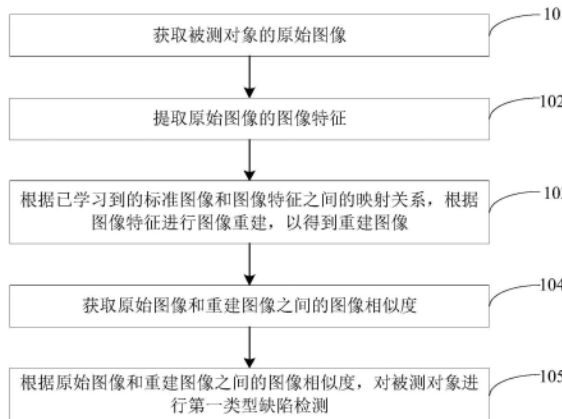 获取被测对象的原始图像
10
提取原始图像的图像特征
102
根据已学习到的标准图像和图像特征之间的映射关系，根据
图像特征进行图像重建，以得到重建图像
10
获取原始图像和重建图像之间的图像相似度
104
根据原始图像和重建图像之间的图像相似度，对被测对象进
行第一类型缺陷检测
105